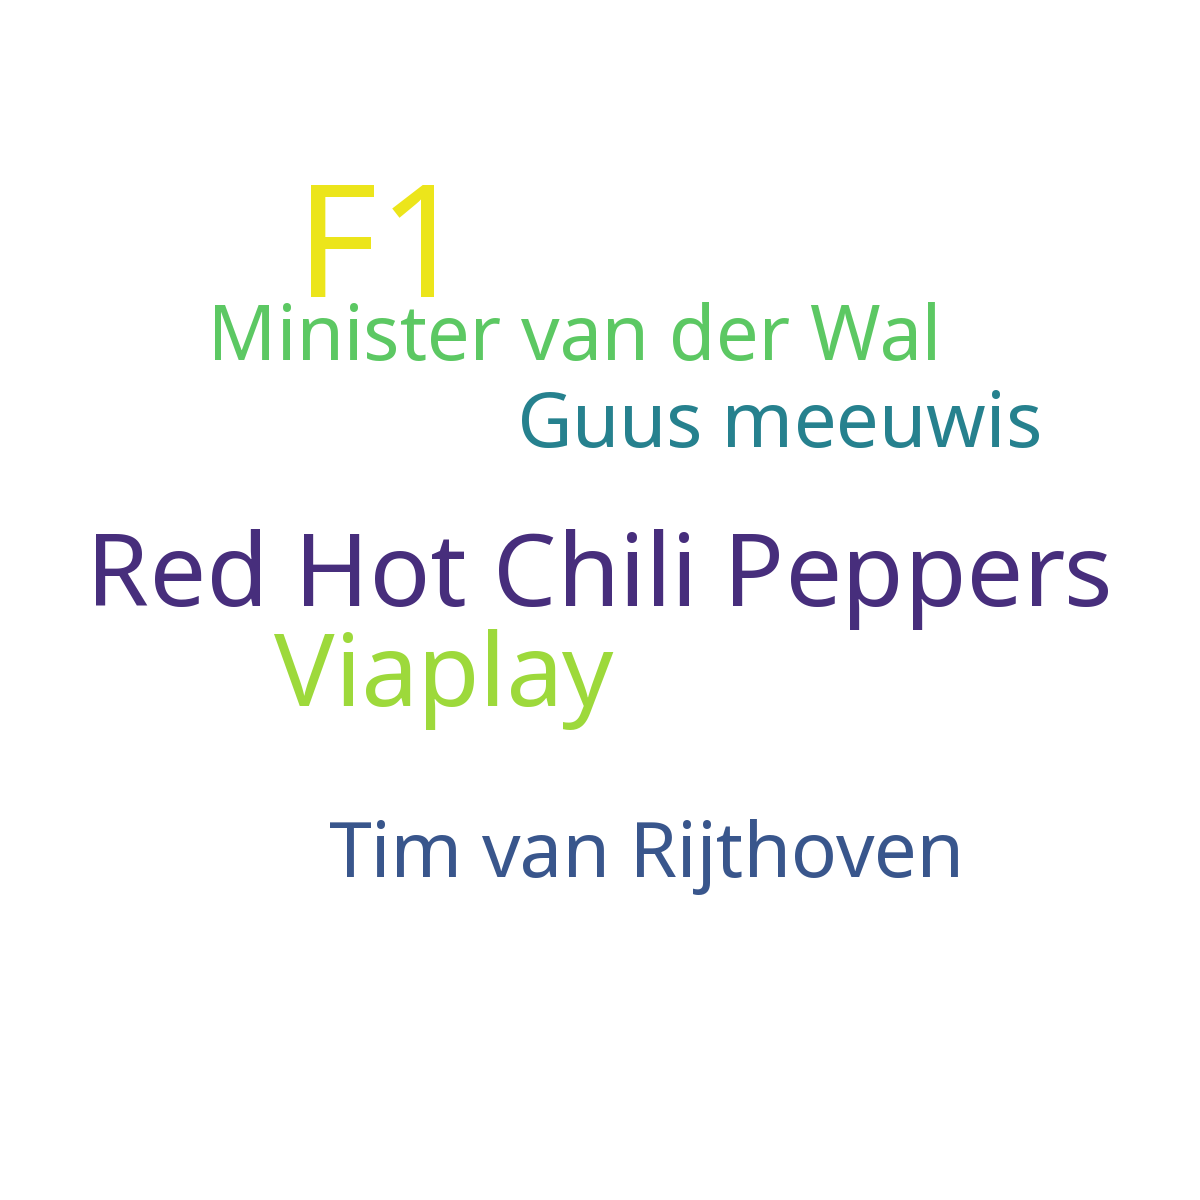 F1
Minister van der Wal
Guus meeuwis
Red Hot Chili Peppers
Viaplay
Tim van Rijthoven